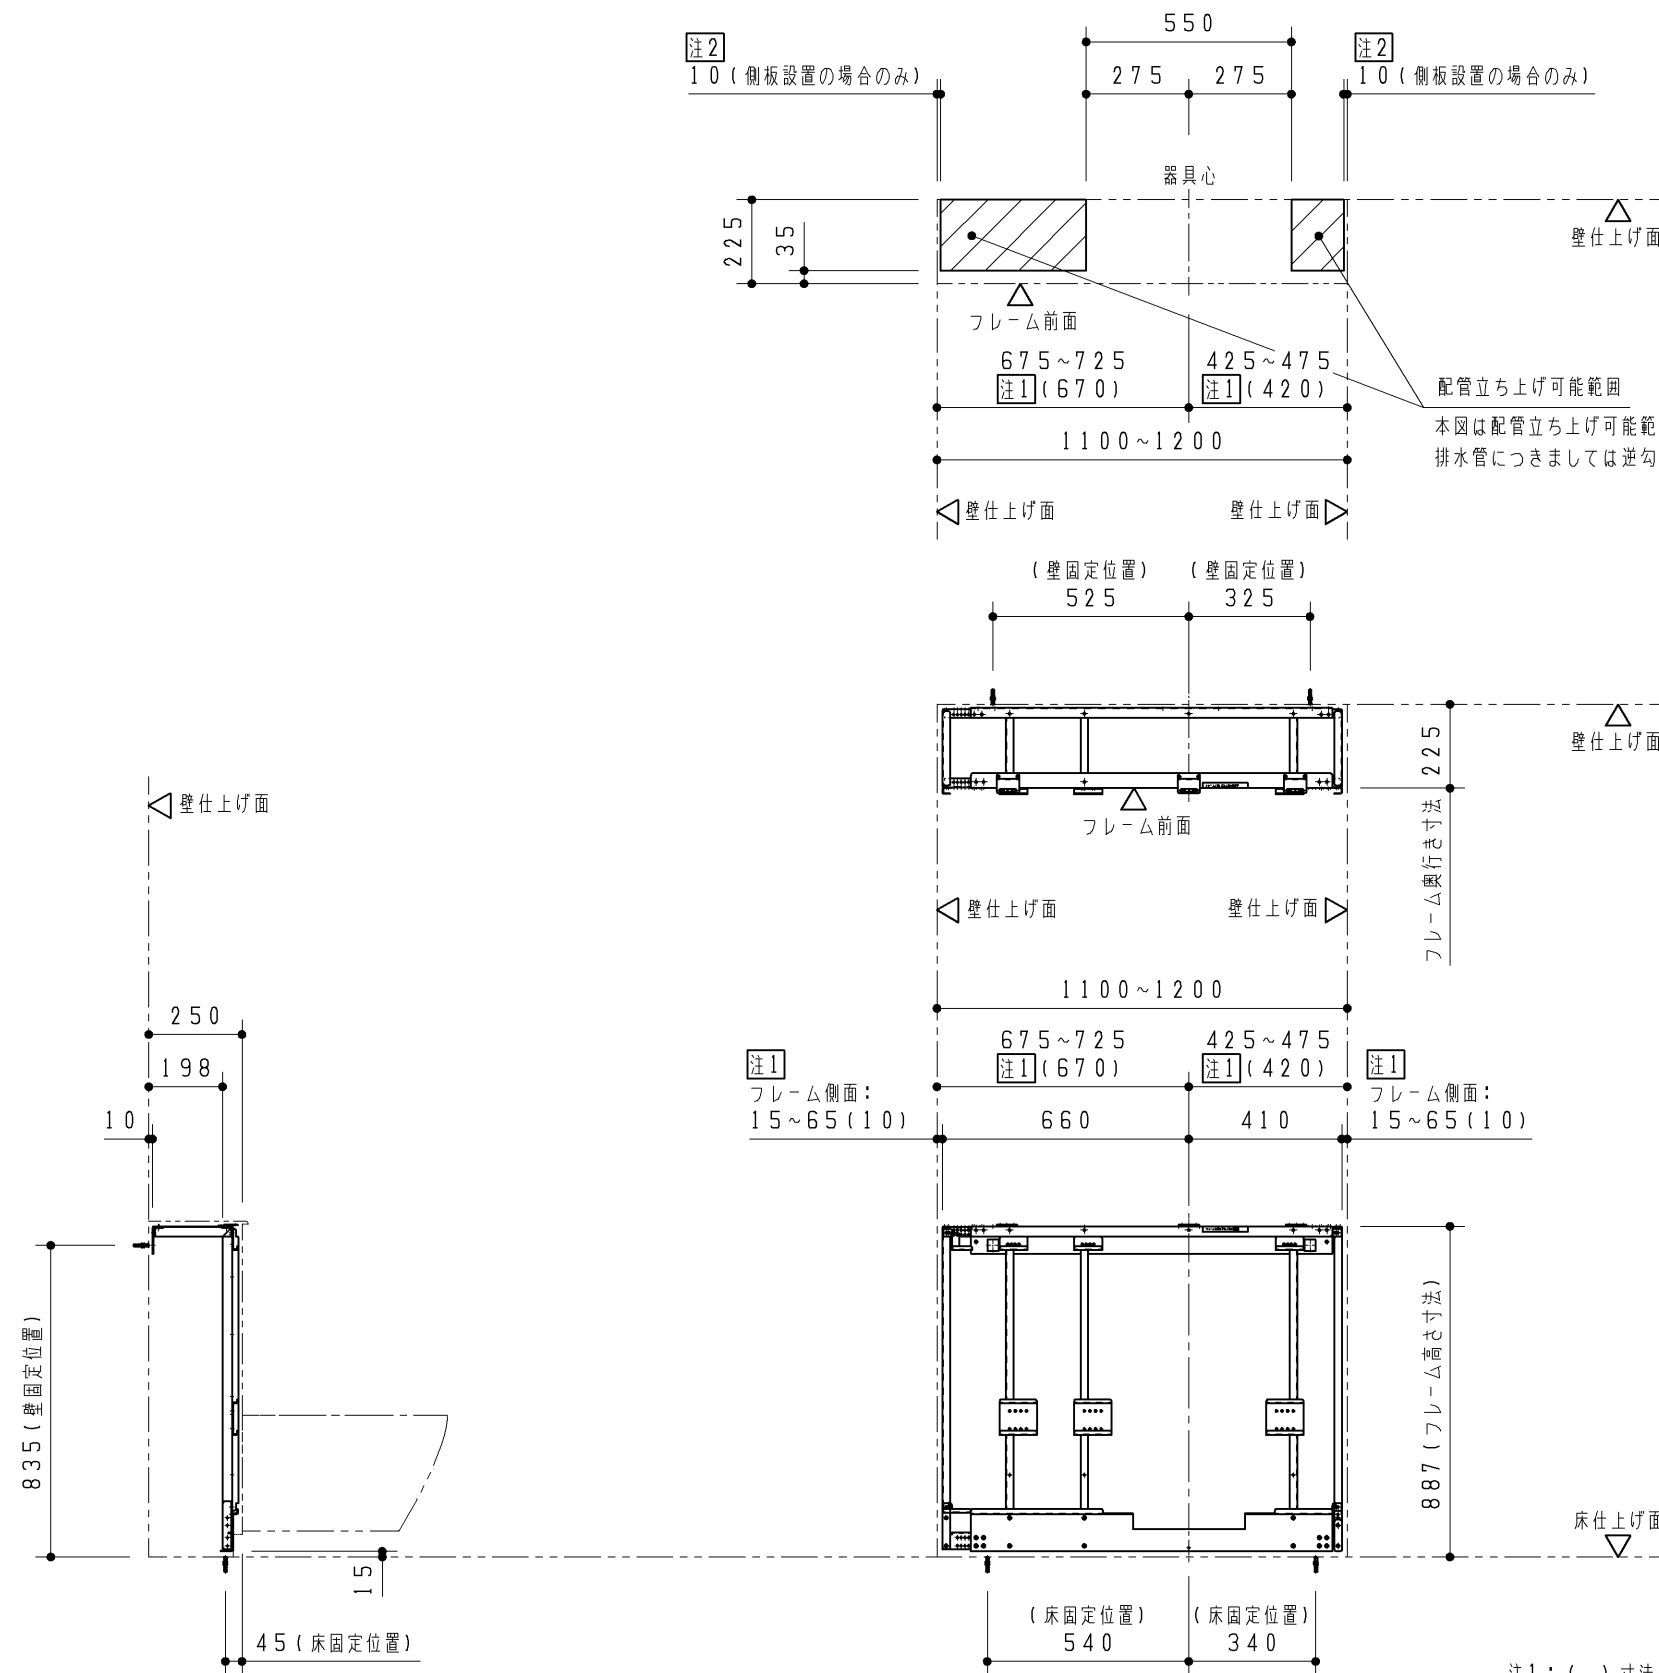 550
注2
10(側板設置の場合のみ)
275
275
注2
10(側板設置の場合のみ)
器具心
225
35
壁仕上げ面
フレーム前面
675~725
注1(670)
425~475
注1(420)
配管立ち上げ可能範囲
本図は配管立ち上げ可能範
排水管につきましては逆勾
1100~1200
壁仕上げ面
壁仕上げ面
(壁固定位置)
525
(壁固定位置)
325
225
壁仕上げ面
フレーム前面
フレーム奥行き寸法
壁仕上げ面
壁仕上げ面
壁仕上げ面
1100~1200
250
198
10
675~725
注1(670)
425~475
注1(420)
注1
フレーム側面:
15~65(10)
注1
フレーム側面:
15~65(10)
660
410
835(壁固定位置)
887(フレーム高さ寸法)
床仕上げ面
15
45(床固定位置)
(床固定位置)
540
(床固定位置)
340